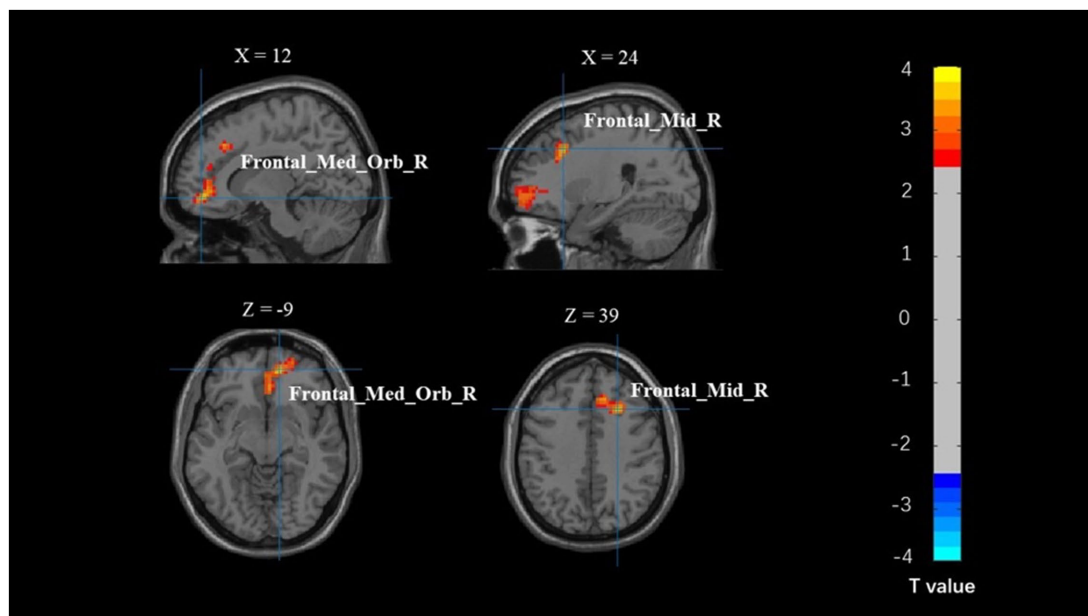 X = 12
X = 24
Frontal_Med_Orb_R
Frontal_Mid_R
Z = -9
Z = 39
Frontal_Med_Orb_R
Frontal_Mid_R
4
3
2
1
0
-1
-2
-3
-4
T value